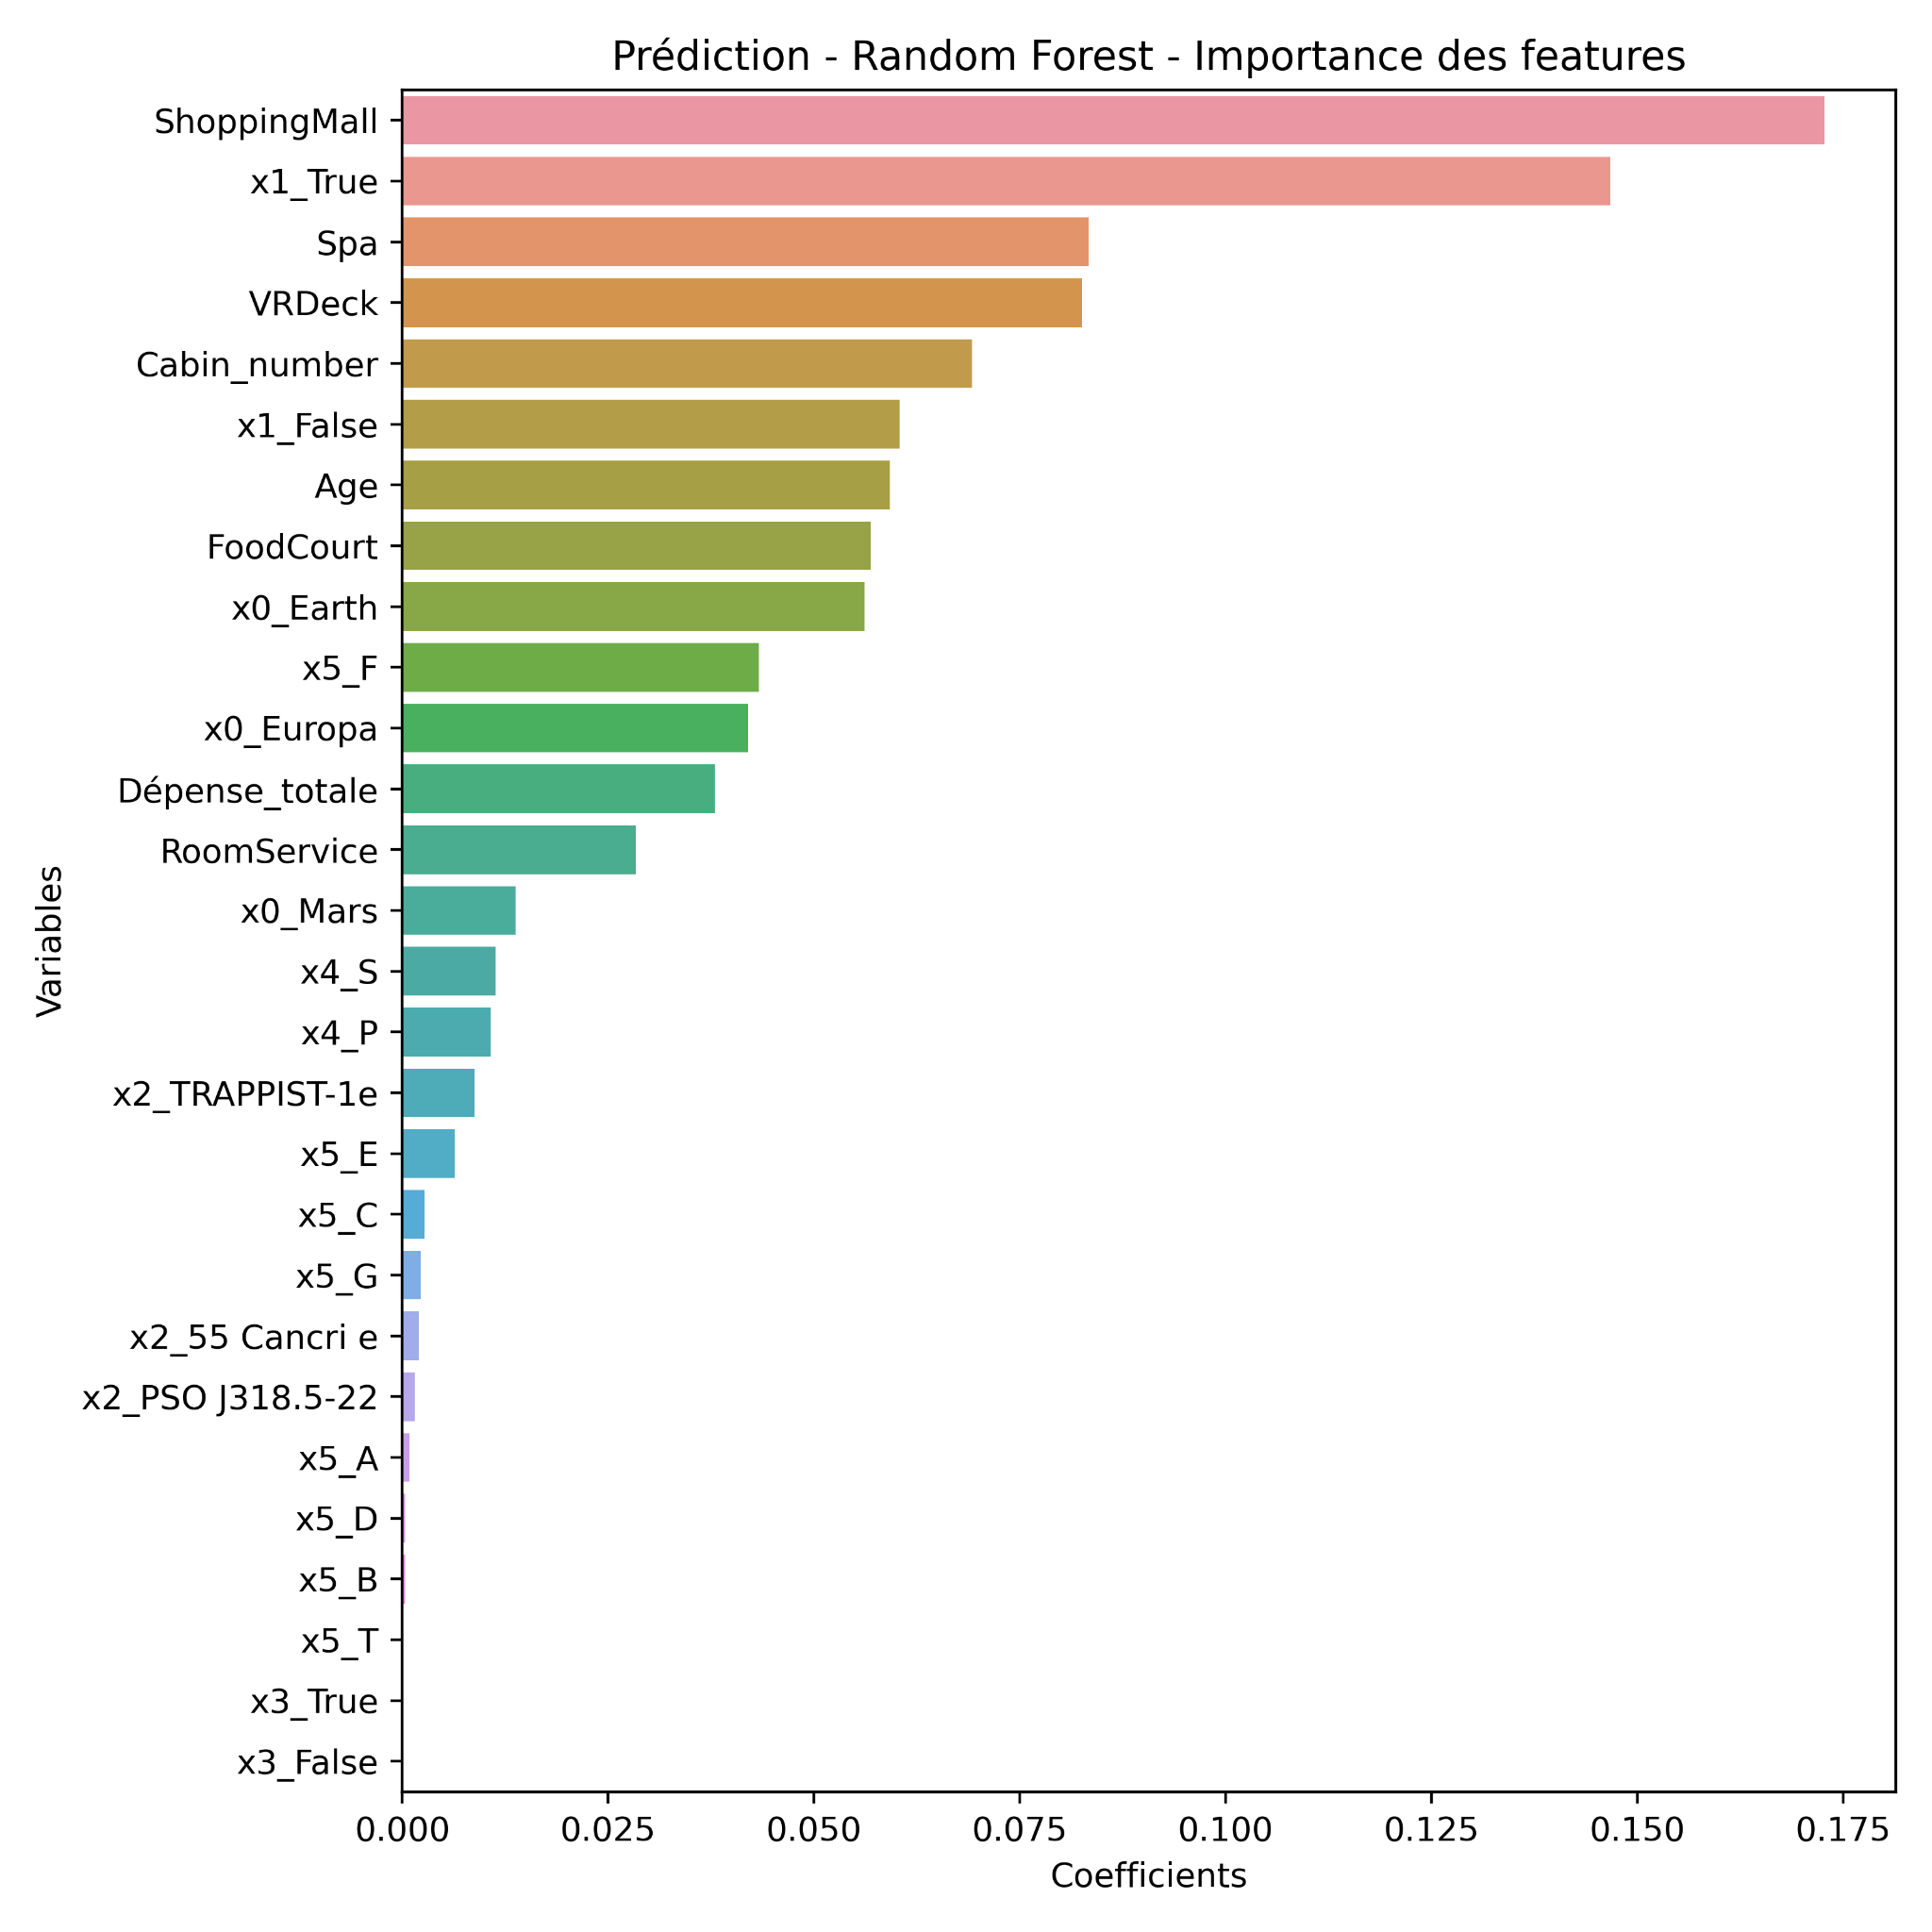 Prédiction - Random Forest - Importance des features
ShoppingMall
x1_True
Spa
VRDeck
Cabin_number
x1_False
Age
FoodCourt
x0_Earth
x5_F
x0_Europa
Dépense_totale
RoomService
x0_Mars
x4_S
x4_P
x2_TRAPPIST-1e
x5_E
x5_C
x5_G
x2_55 Cancri e
x2_PSO J318.5-22
x5_A
x5_D
x5_B
x5_T
x3_True
x3_False
Variables
0.000 0.025 0.050 0.075 0.100 0.125 0.150 0.175
Coefficients